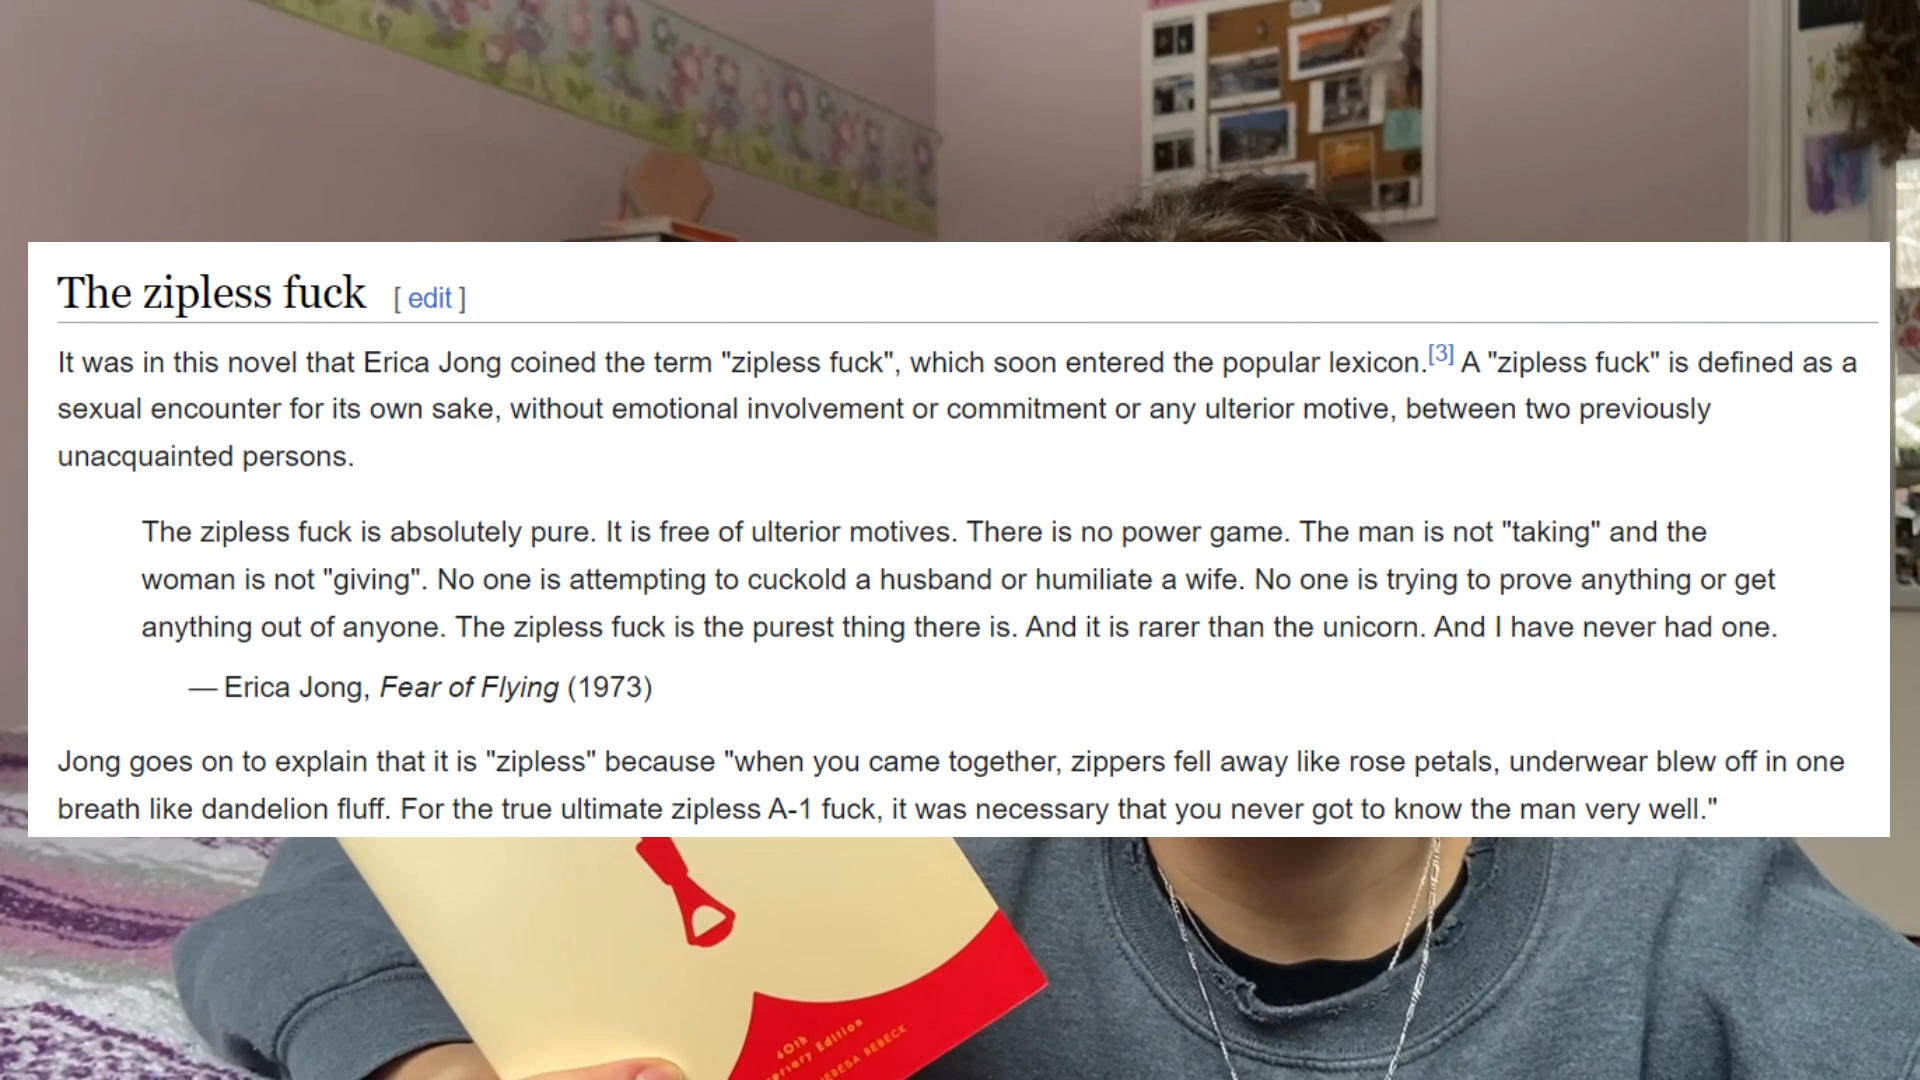 The zipless fuck [ edit ]
It was in this novel that Erica Jong coined the term "zipless fuck", which soon entered the popular lexicon.[3] A "zipless fuck" is defined as a
sexual encounter for its own sake, without emotional involvement or commitment or any ulterior motive, between two previously
unacquainted persons.
The zipless fuck is absolutely pure. It is free of ulterior motives. There is no power game. The man is not "taking" and the
woman is not "giving". No one is attempting to cuckold a husband or humiliate a wife. No one is trying to prove anything or get
anything out of anyone. The zipless fuck is the purest thing there is. And it is rarer than the unicorn. And I have never had one.
— Erica Jong, Fear of Flying (1973)
Jong goes on to explain that it is "zipless" because "when you came together, zippers fell away like rose petals, underwear blew off in one
breath like dandelion fluff. For the true ultimate zipless A-1 fuck, it was necessary that you never got to know the man very well."
40th
Edition
REBECK